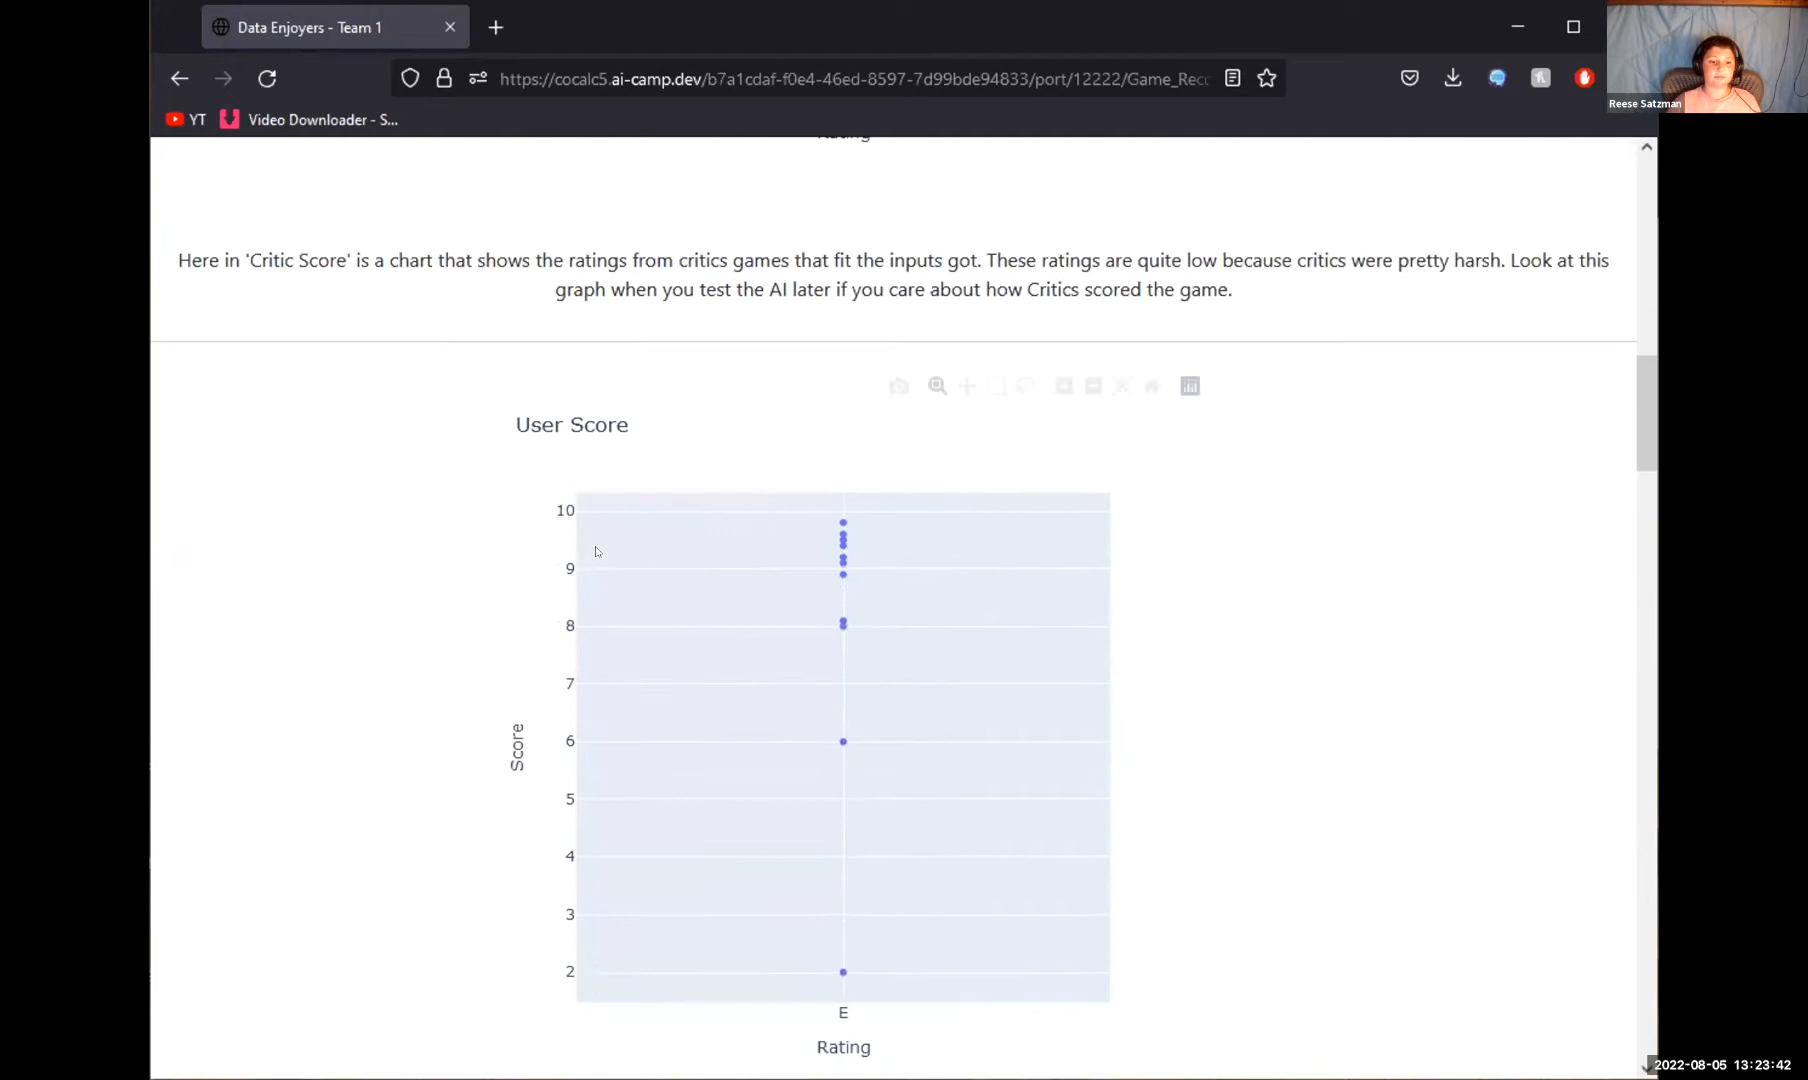 Data Enjoyers - Team 1
https://cocalc5.ai-camp.dev/b7a1cdaf-f0e4-46ed-8597-7d99bde94833/port/12222/Game_Rec
YT
Video Downloader - S...
Reese Satzman
Rating
Here in 'Critic Score' is a chart that shows the ratings from critics games that fit the inputs got. These ratings are quite low because critics were pretty harsh. Look at this
graph when you test the AI later if you care about how Critics scored the game.
User Score
10
9
8
7
6
5
4
3
2
Score
E
Rating
2022-08-05 13:23:42